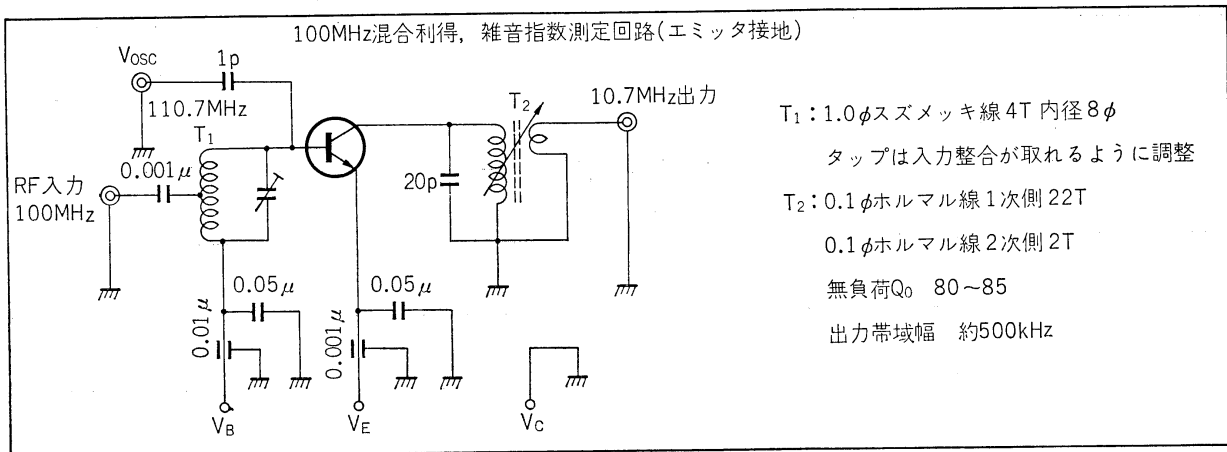 100MHz混合利得，雑音指数測定回路(エミッタ接地)
VOSC
1p
110.7MHz
T1
0.001μ
RF入力
100MHz
T2
10.7MHz出力
20p
0.05μ
0.05μ
0.01μ
0.001μ
VB
VE
VC
T1：1.0φスズメッキ線4T 内径8φ
タップは入力整合が取れるように調整
T2：0.1φホルマル線1次側22T
0.1φホルマル線2次側2T
無負荷Q0 80～85
出力帯域幅 約500kHz